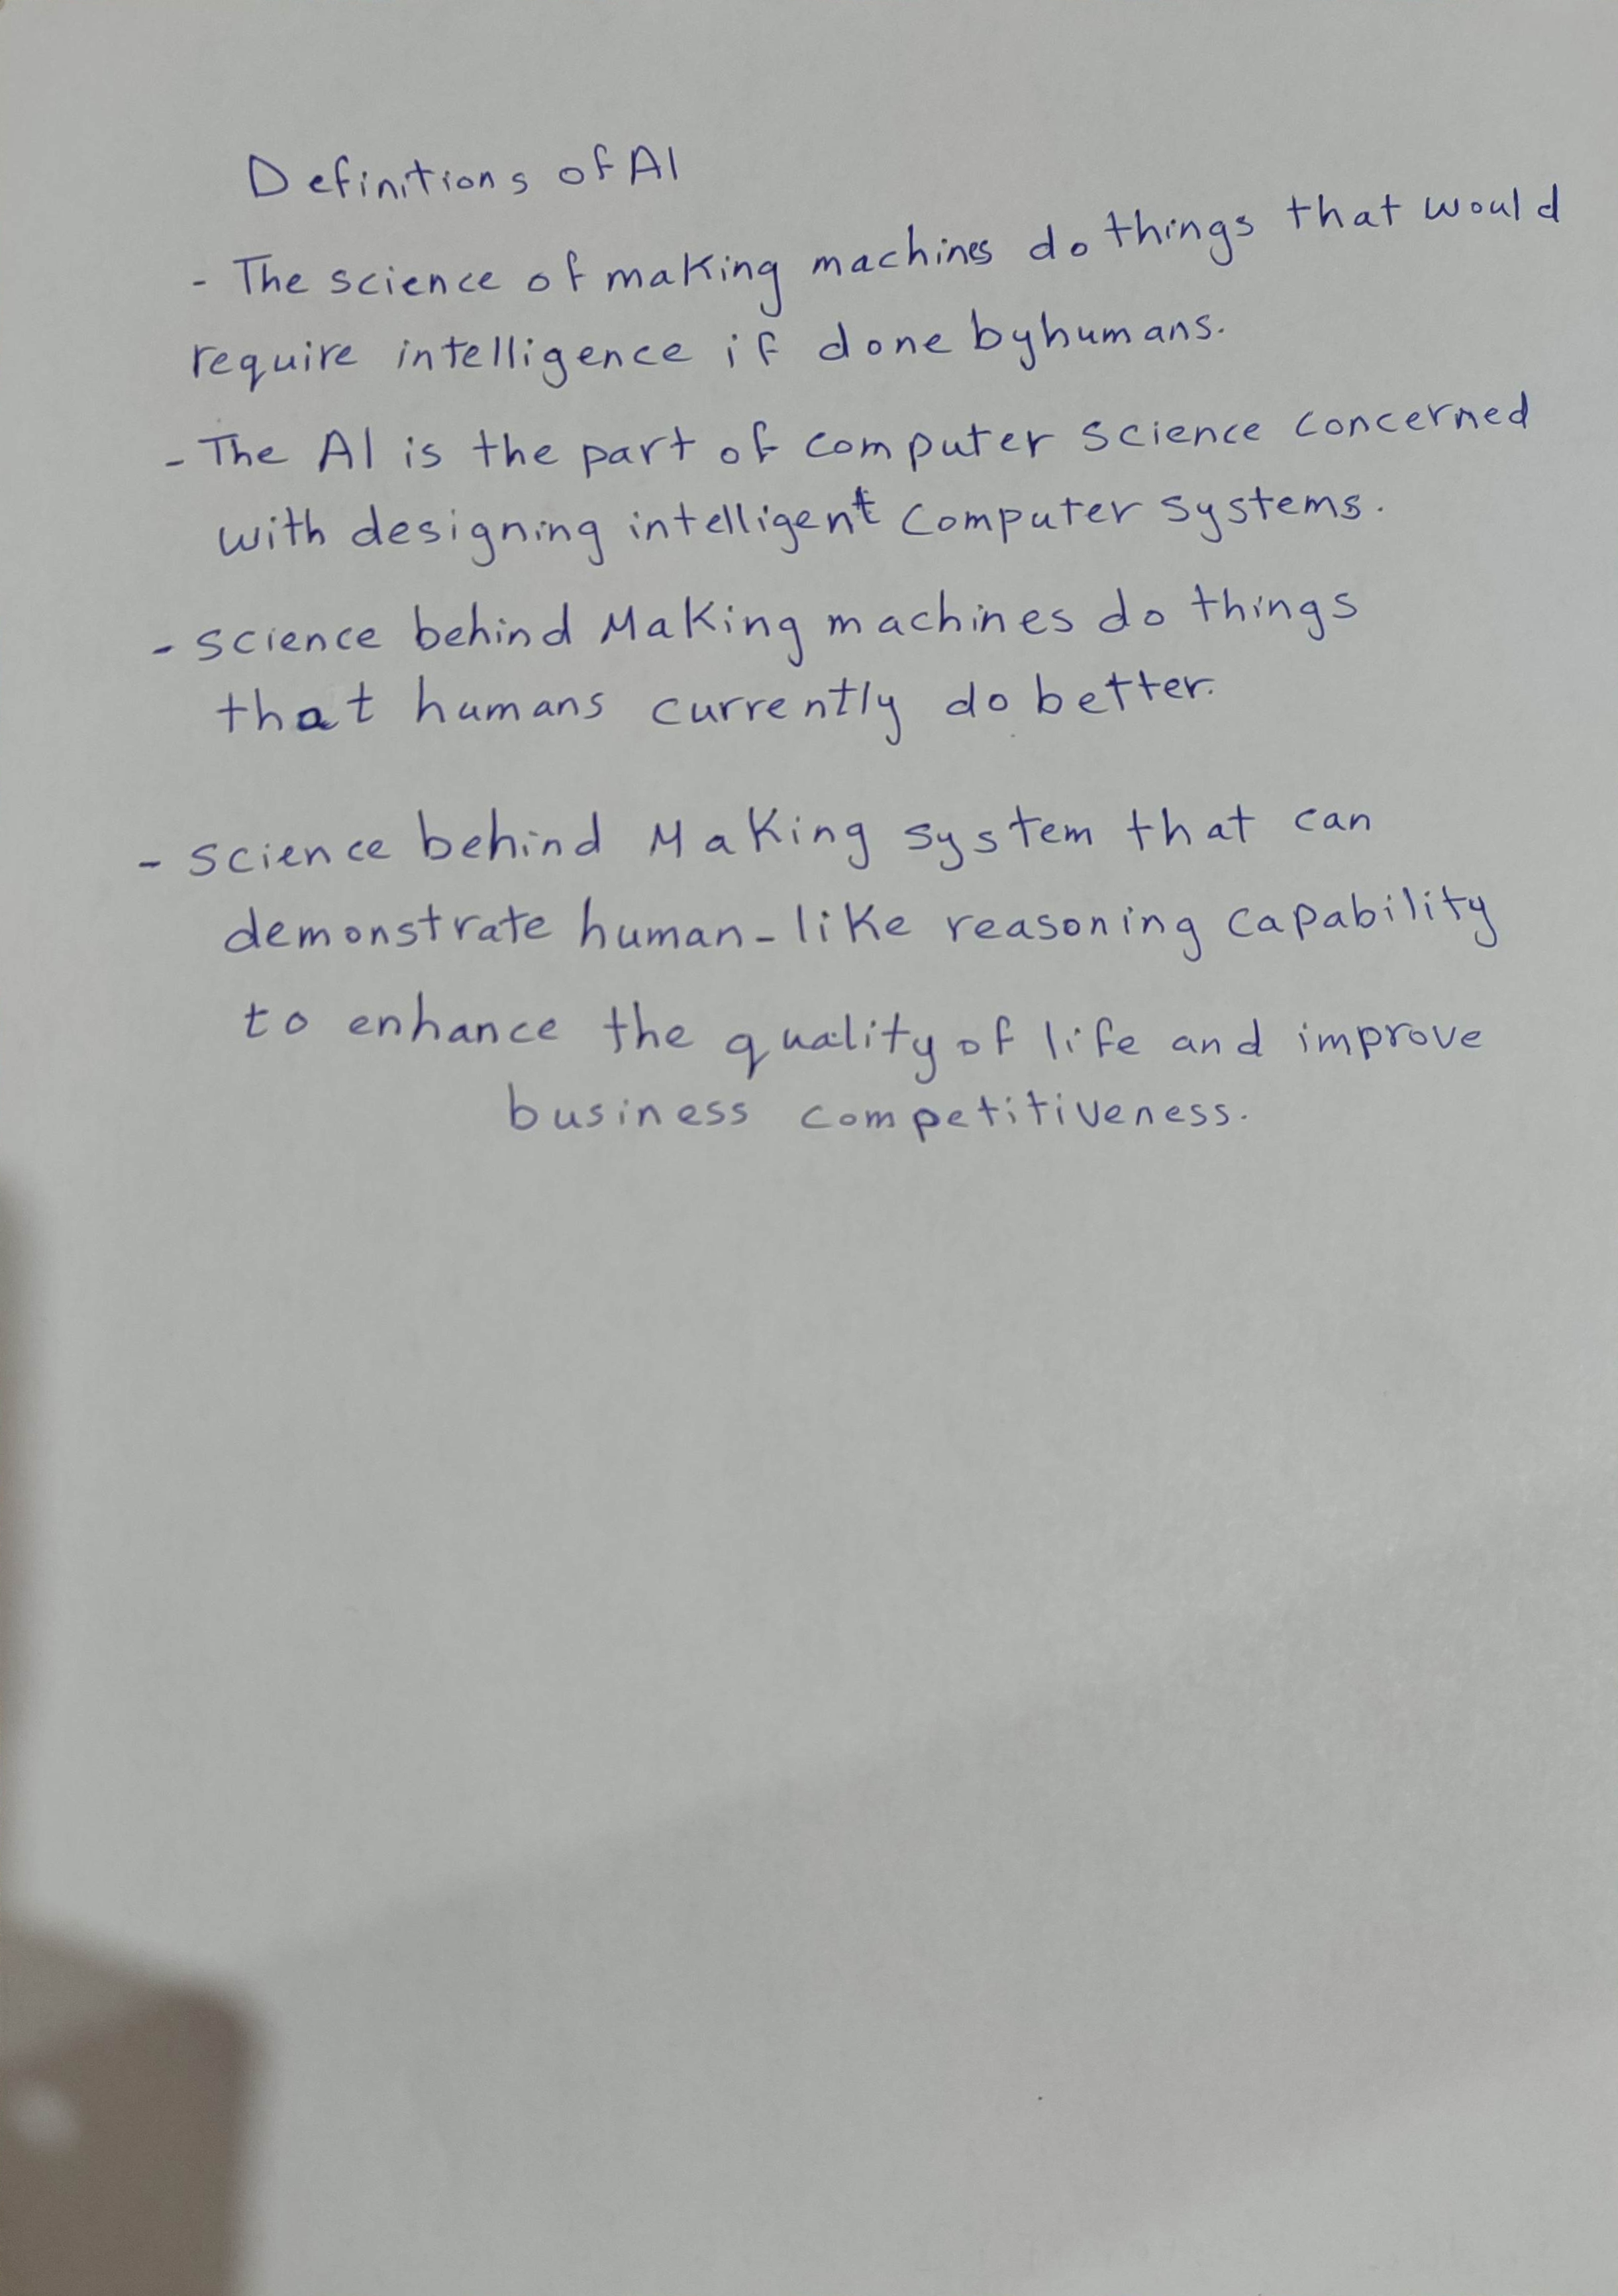 Definitions of AI
- The science of making machines do things that would
require intelligence if done by humans.
- The AI is the part of computer science concerned
with designing intelligent computer systems.
- science behind Making machines do things
that humans currently do better.
- science behind Making system that can
demonstrate human-like reasoning capability
to enhance the quality of life and improve
business competitiveness.